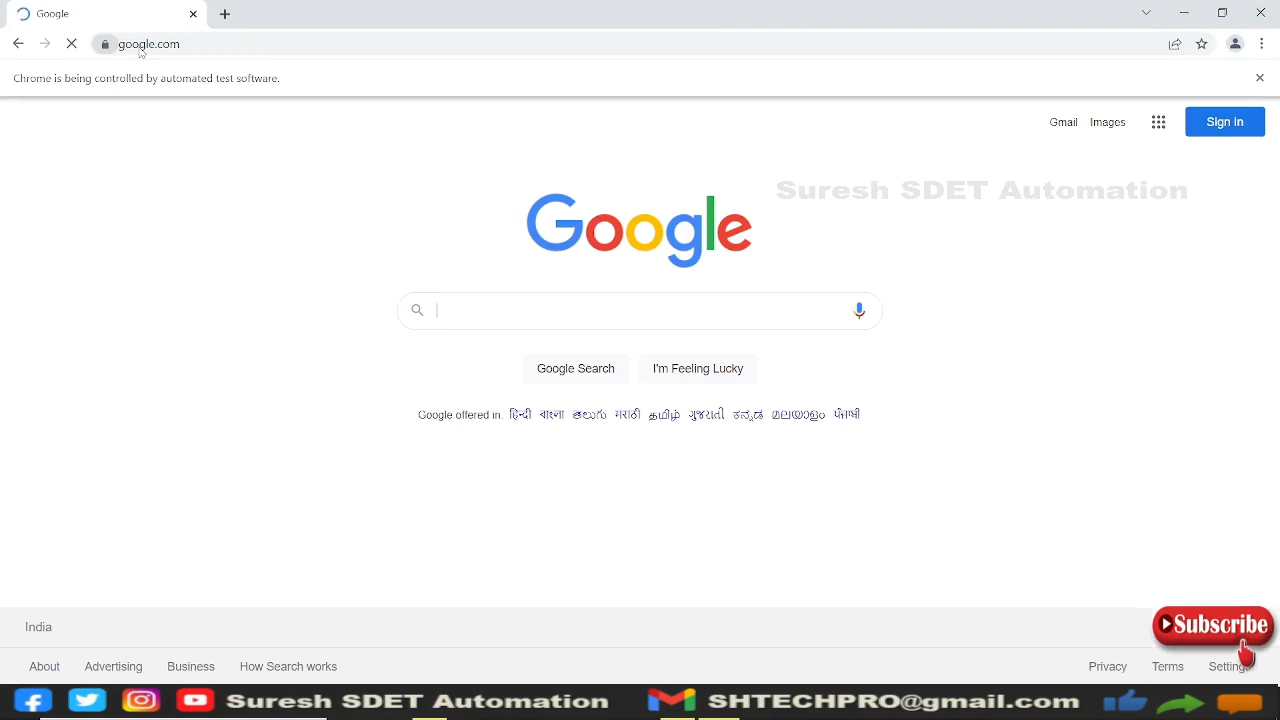 Google
google.com
Chrome is being controlled by automated test software.
Gmail Images Sign in
Suresh SDET Automation
Google
Google Search I'm Feeling Lucky
Google offered in: हिन्दी বাংলা తెలుగు मराठी தமிழ் ગુજરાતી ಕನ್ನಡ മലയാളം ਪੰਜਾਬੀ
India
Subscribe
About Advertising Business How Search works Privacy Terms Settings
Suresh SDET Automation SHTECHPRO@gmail.com